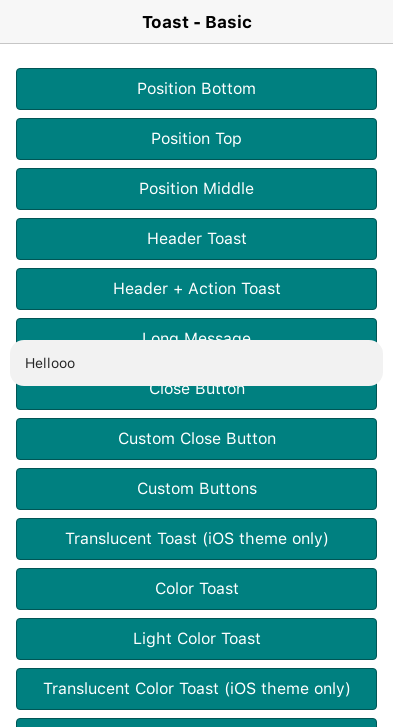 Toast - Basic
Position Bottom
Position Top
Position Middle
Header Toast
Header + Action Toast
Long Message
Hellooo
Close Button
Custom Close Button
Custom Buttons
Translucent Toast (iOS theme only)
Color Toast
Light Color Toast
Translucent Color Toast (iOS theme only)